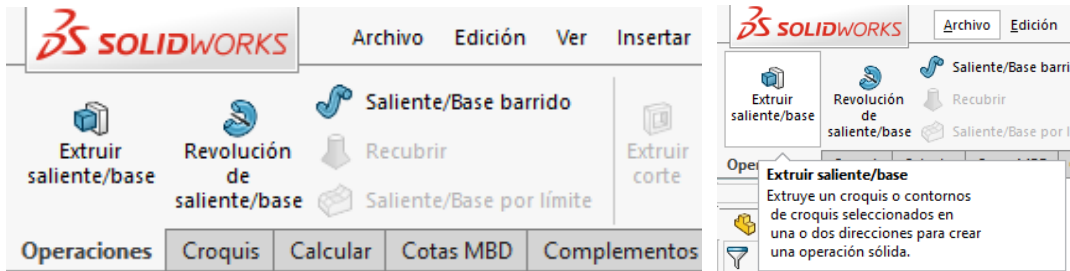 SOLIDWORKS Archivo Edición Ver Insertar
Extruir saliente/base
Revolución de saliente/base
Saliente/Base barrido
Recubrir
Saliente/Base por límite
Extruir corte
Operaciones Croquis Calcular Cotas MBD Complementos
SOLIDWORKS Archivo Edición
Extruir saliente/base
Revolución de saliente/base
Saliente/Base barri
Recubrir
Saliente/Base por l
Extruir saliente/base
Extruye un croquis o contornos
de croquis seleccionados en
una o dos direcciones para crear
una operación sólida.